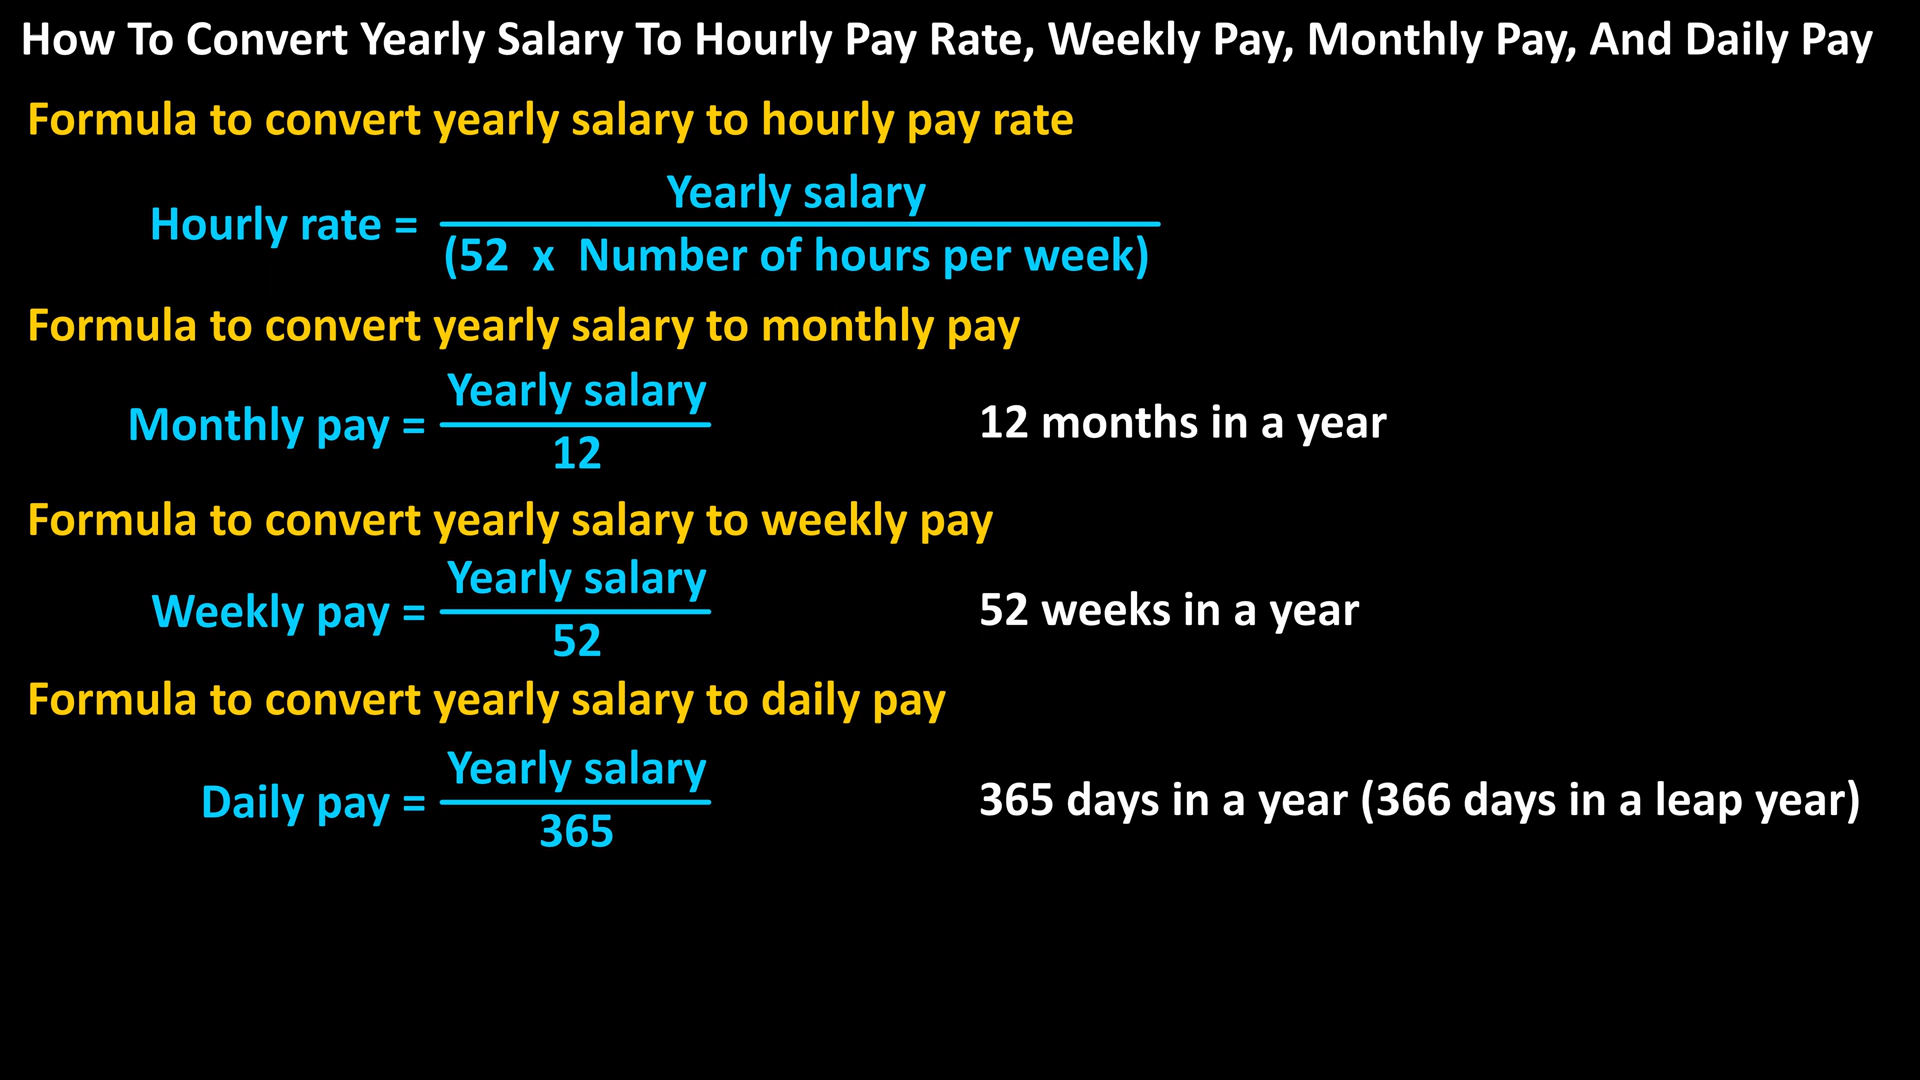 How To Convert Yearly Salary To Hourly Pay Rate, Weekly Pay, Monthly Pay, And Daily Pay
Formula to convert yearly salary to hourly pay rate
Hourly rate = Yearly salary
(52 x Number of hours per week)
Formula to convert yearly salary to monthly pay
Yearly salary
Monthly pay =
12
12 months in a year
Formula to convert yearly salary to weekly pay
Yearly salary
Weekly pay =
52
52 weeks in a year
Formula to convert yearly salary to daily pay
Yearly salary
Daily pay =
365
365 days in a year (366 days in a leap year)